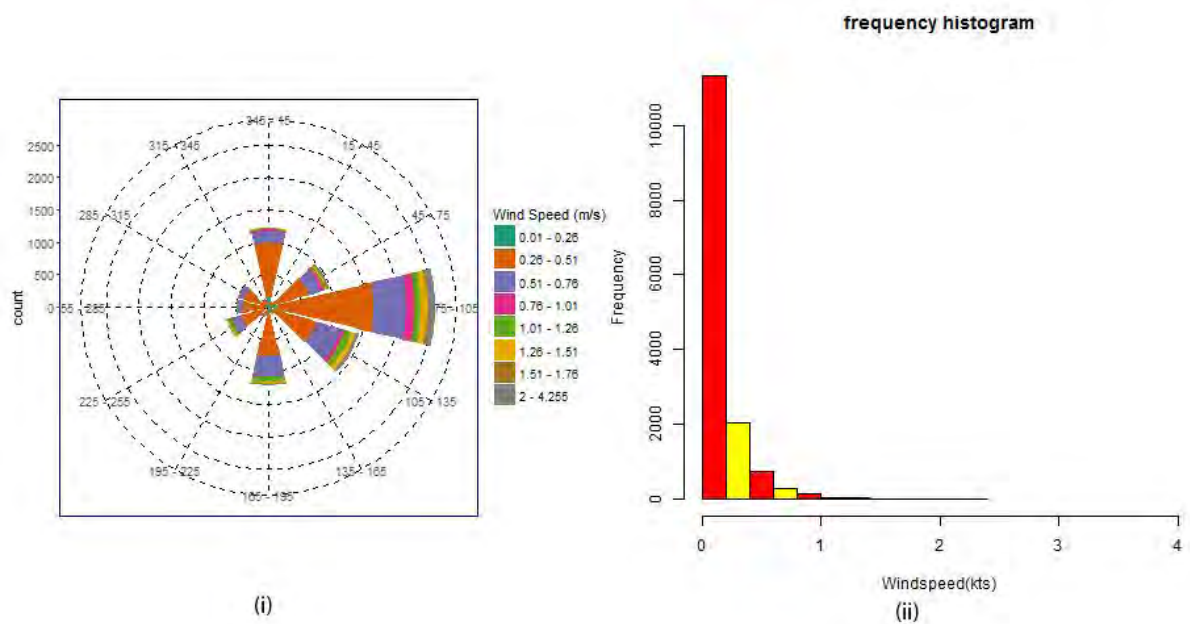 345 - 45
15 - 45
45 - 75
75 - 105
105 - 135
135 - 165
165 - 195
195 - 225
225 - 255
285 - 315
315 - 345
2500
2000
1500
1000
500
0
count
Wind Speed (m/s)
0.01 - 0.26
0.26 - 0.51
0.51 - 0.76
0.76 - 1.01
1.01 - 1.26
1.26 - 1.51
1.51 - 1.76
2 - 4.255
(i)
frequency histogram
10000
8000
6000
4000
2000
0
Frequency
0 1 2 3 4
Windspeed(kts)
(ii)